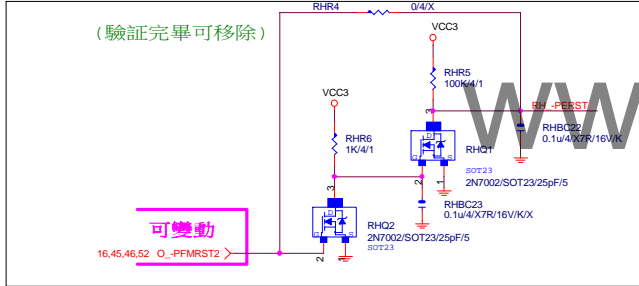 RHR4 0/4/X
(驗証完畢可移除)
VCC3
RHR5
100K/4/1
WW
VCC3
3
RH_-PERST
RHR6
1K/4/1
D
G
S
RHQ1
RHBC22
0.1u/4/X7R/16V/K
SOT23
2N7002/SOT23/25pF/5
2
1
3
RHBC23
0.1u/4/X7R/16V/K/X
D
G
S
RHQ2
2N7002/SOT23/25pF/5
SOT23
2
1
可變動
16,45,46,52 O_-PFMRST2